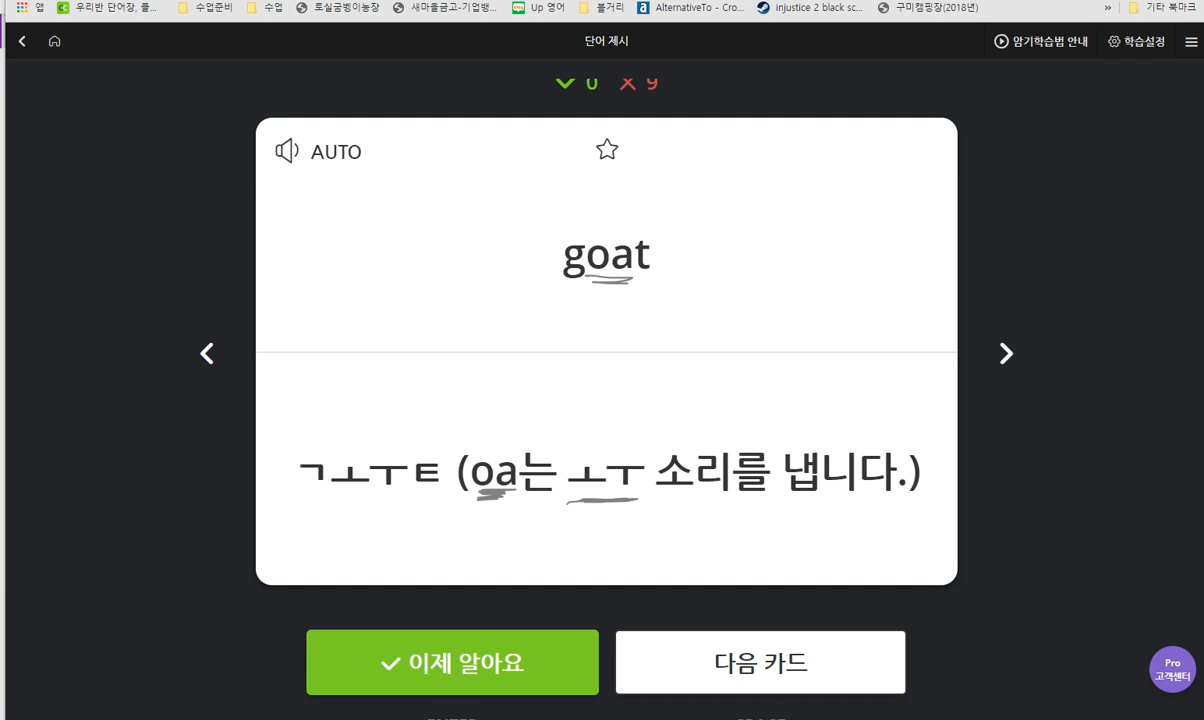 앱 우리반 단어장, 클... 수업준비 수업 토실굼벵이농장 새마을금고-기업뱅... Up 영어 볼거리 AlternativeTo - Cro... injustice 2 black sc... 구미캠핑장(2018년) » 기타 북마크
단어 제시 암기학습법 안내 학습설정
0 9
AUTO
goat
ㄱㅗㅜㅌ (oa는 ㅗㅜ 소리를 냅니다.)
이제 알아요 다음 카드
Pro
고객센터